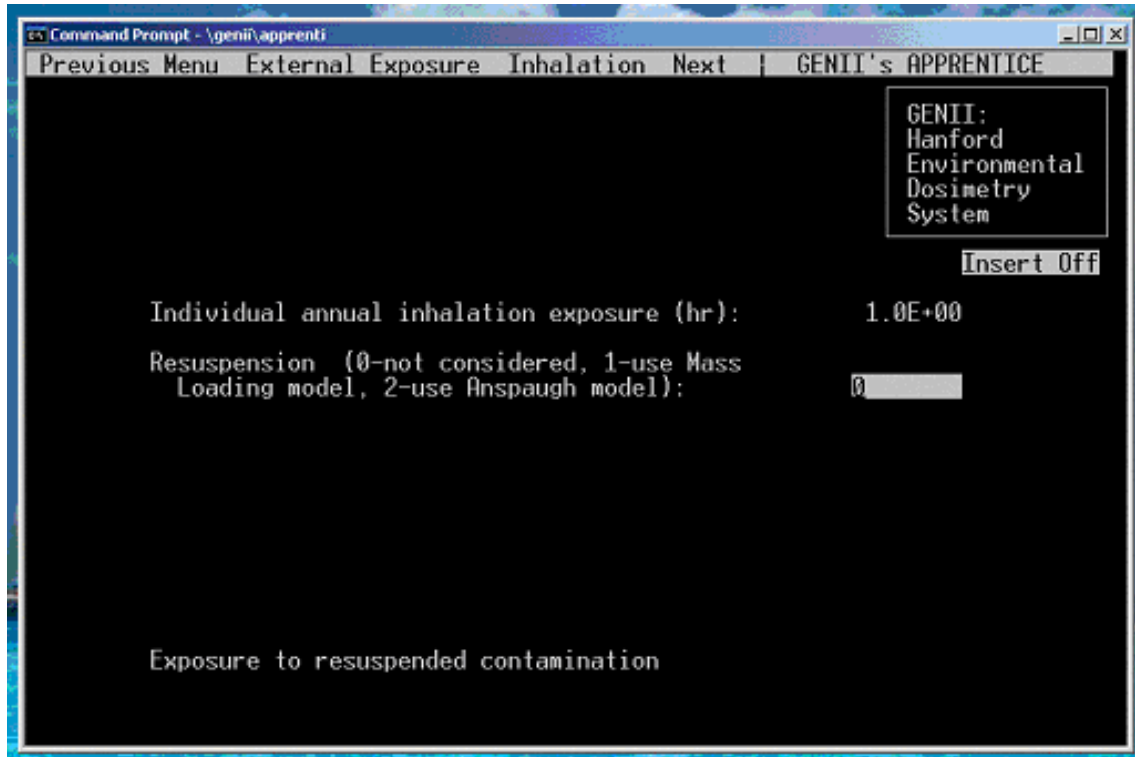 Command Prompt - \genii\apprenti
Previous Menu External Exposure Inhalation Next | GENII's APPRENTICE
GENII:
Hanford
Environmental
Dosimetry
System
Insert Off
Individual annual inhalation exposure (hr): 1.0E+00
Resuspension (0-not considered, 1-use Mass
Loading model, 2-use Anspaugh model): 0
Exposure to resuspended contamination